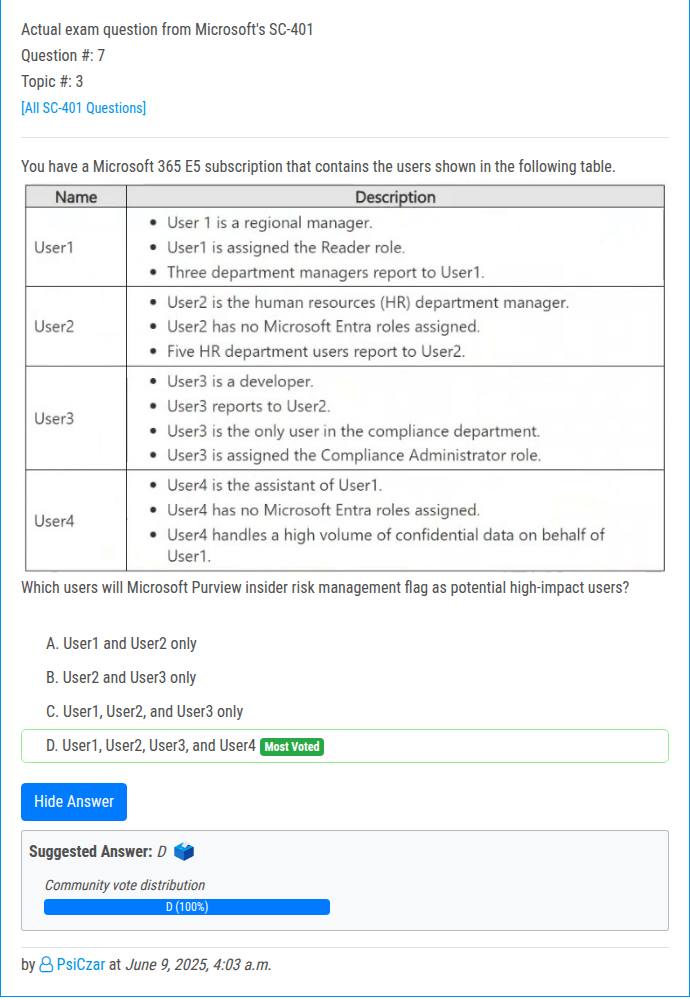 Actual exam question from Microsoft's SC-401
Question #: 7
Topic #: 3
[All SC-401 Questions]
You have a Microsoft 365 E5 subscription that contains the users shown in the following table.
Name Description
User1
• User 1 is a regional manager.
• User1 is assigned the Reader role.
• Three department managers report to User1.
User2
• User2 is the human resources (HR) department manager.
• User2 has no Microsoft Entra roles assigned.
• Five HR department users report to User2.
User3
• User3 is a developer.
• User3 reports to User2.
• User3 is the only user in the compliance department.
• User3 is assigned the Compliance Administrator role.
User4
• User4 is the assistant of User1.
• User4 has no Microsoft Entra roles assigned.
• User4 handles a high volume of confidential data on behalf of
User1.
Which users will Microsoft Purview insider risk management flag as potential high-impact users?
A. User1 and User2 only
B. User2 and User3 only
C. User1, User2, and User3 only
D. User1, User2, User3, and User4 Most Voted
Hide Answer
Suggested Answer: D
Community vote distribution
D (100%)
by PsiCzar at June 9, 2025, 4:03 a.m.